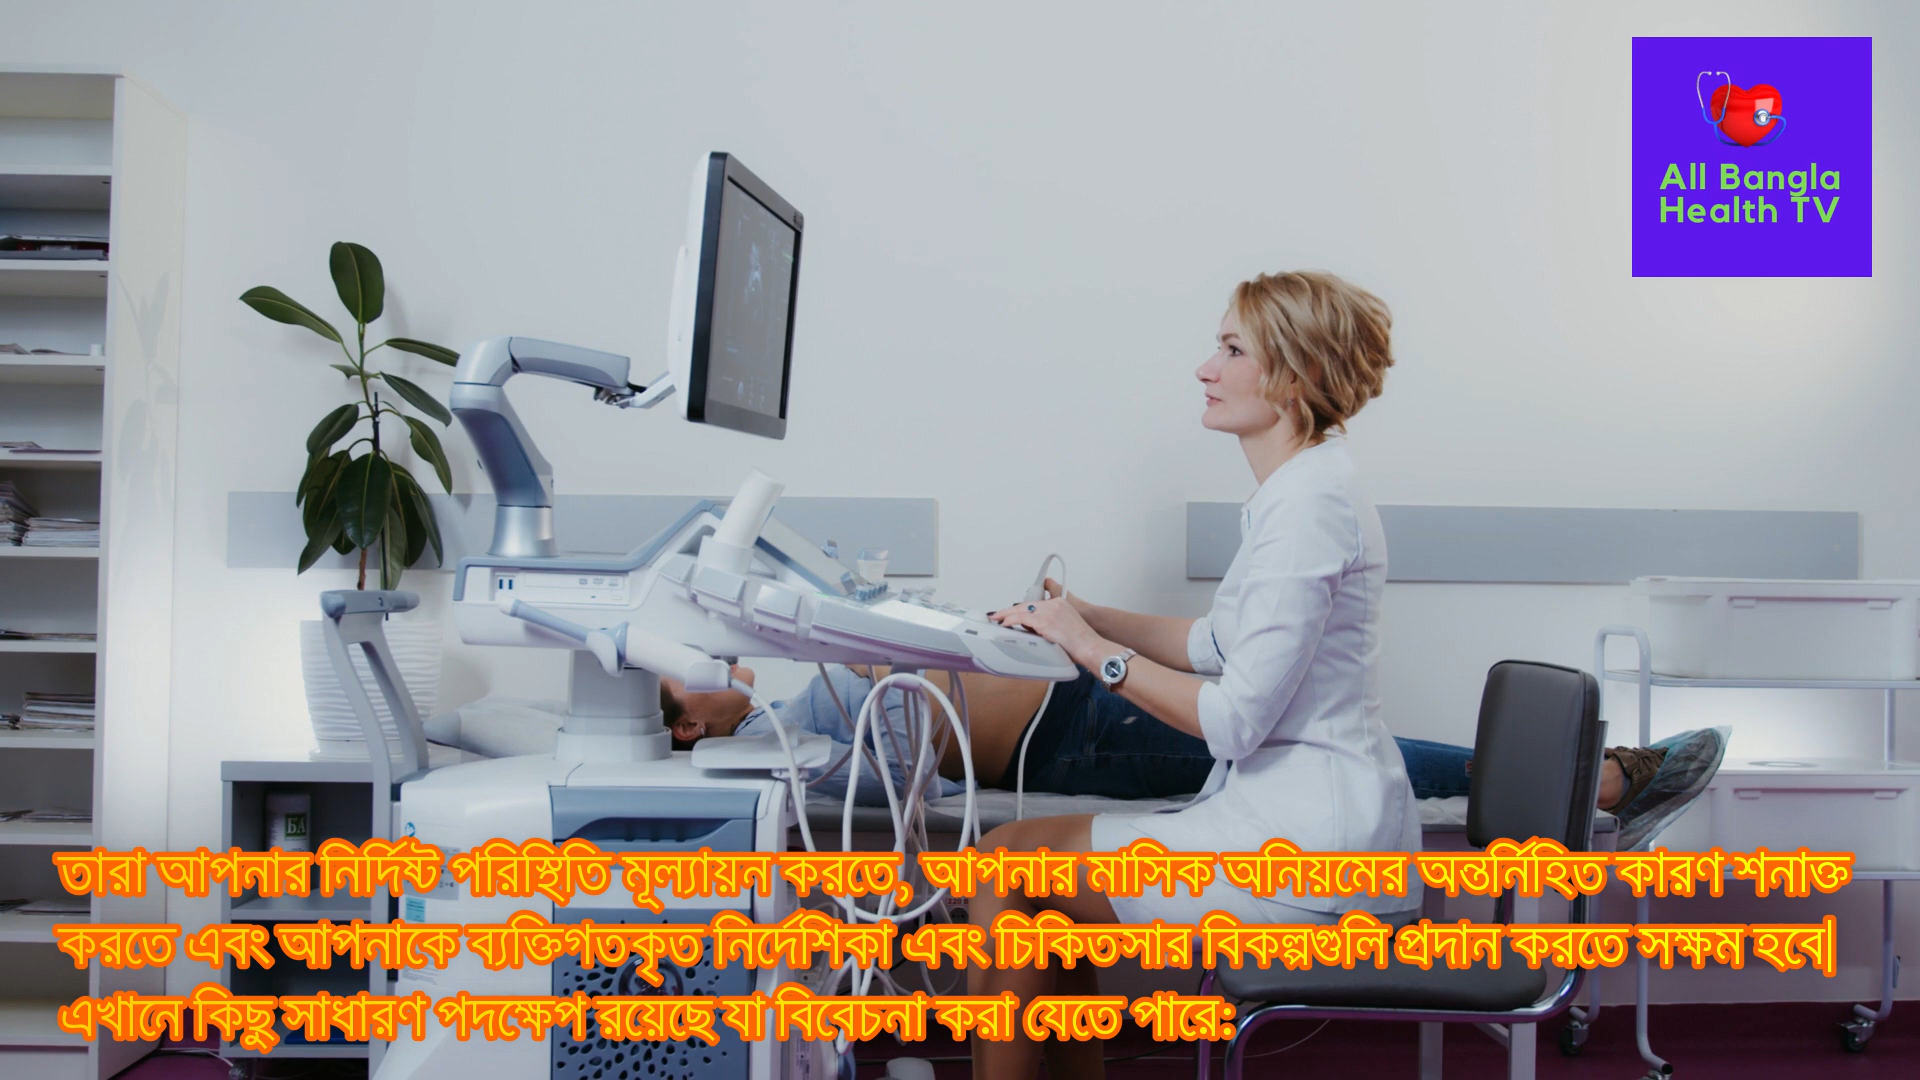 All Bangla
Health TV
তারা আপনার নির্দিষ্ট পরিস্থিতি মূল্যায়ন করতে, আপনার মাসিক অনিয়মের অন্তর্নিহিত কারণ শনাক্ত
করতে এবং আপনাকে ব্যক্তিগতকৃত নির্দেশিকা এবং চিকিতসার বিকল্পগুলি প্রদান করতে সক্ষম হবে|
এখানে কিছু সাধারণ পদক্ষেপ রয়েছে যা বিবেচনা করা যেতে পারে:
БА